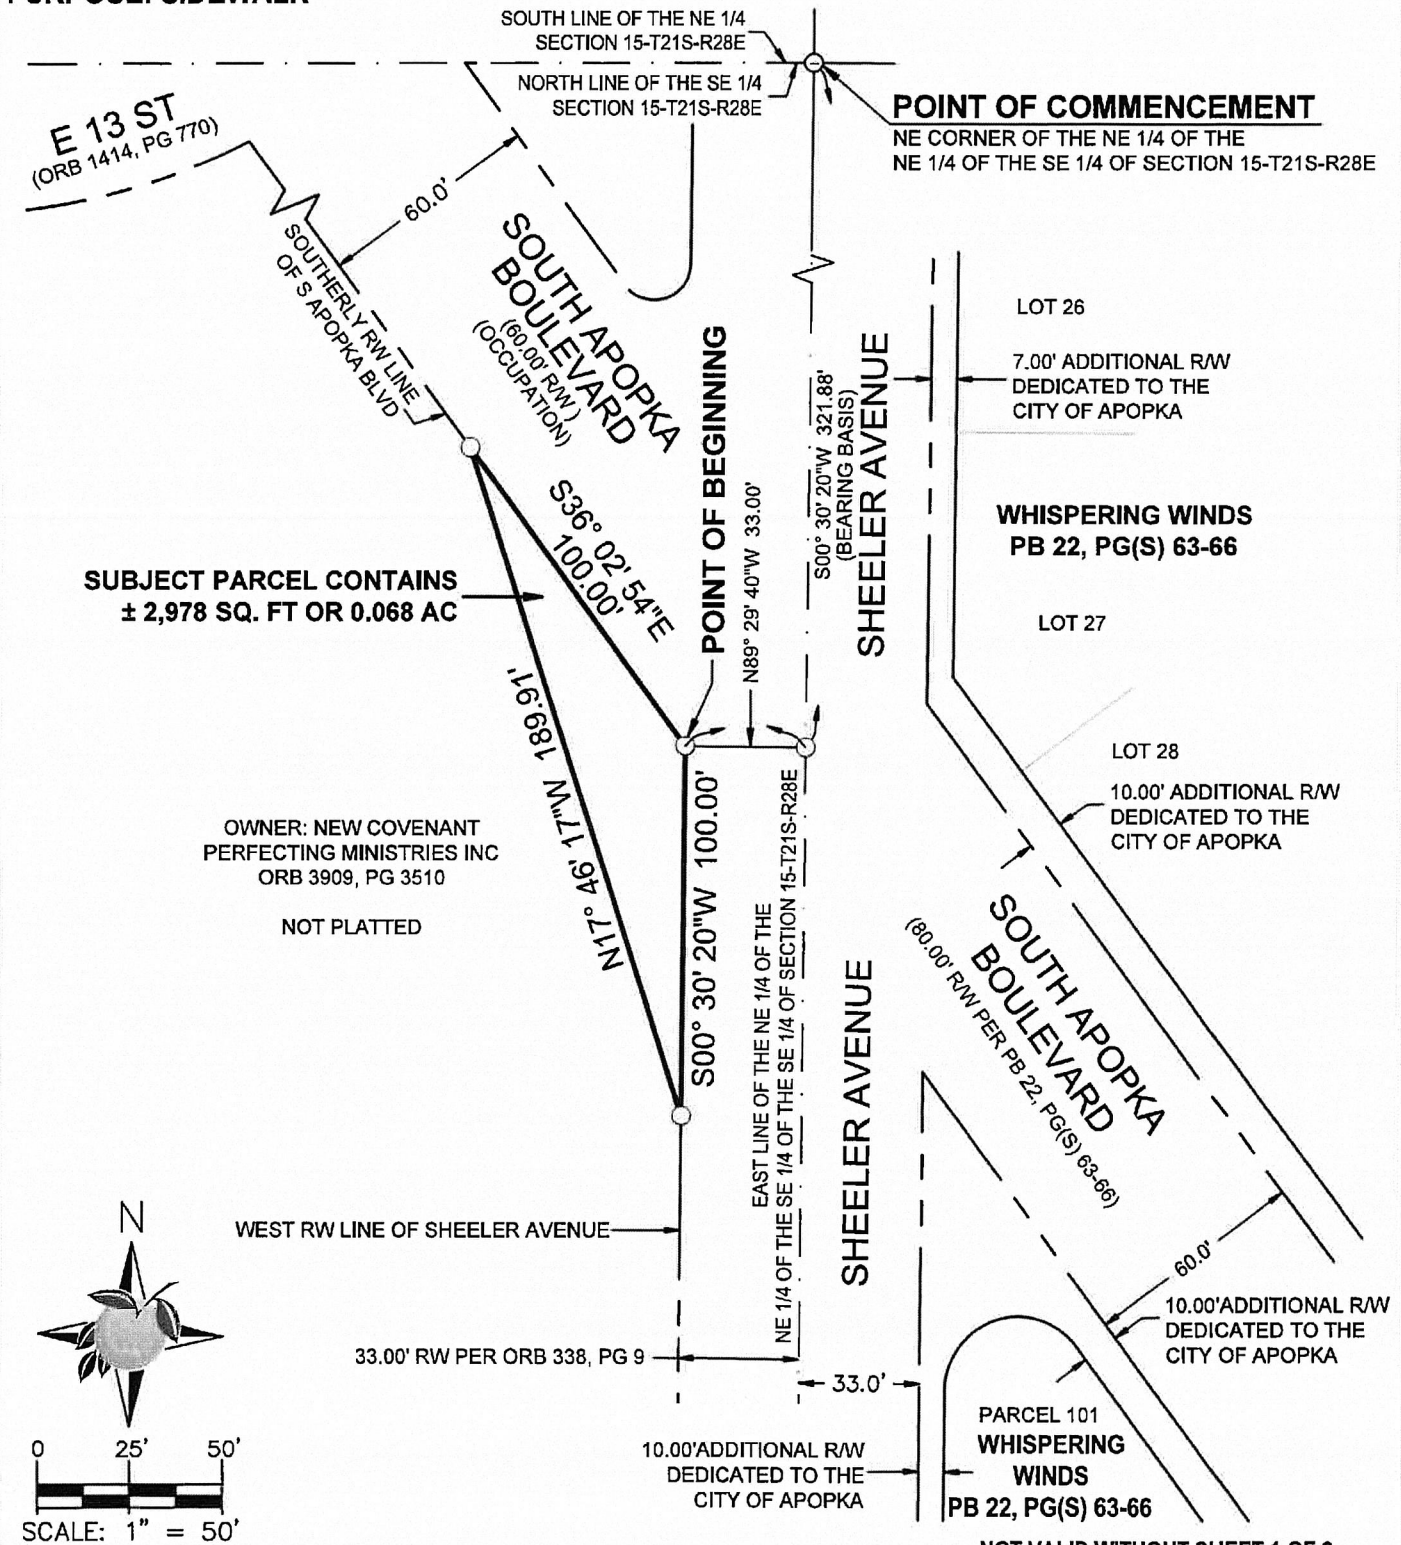 SOUTH LINE OF THE NE 1/4
SECTION 15-T21S-R28E
NORTH LINE OF THE SE 1/4
SECTION 15-T21S-R28E
POINT OF COMMENCEMENT
NE CORNER OF THE NE 1/4 OF THE
NE 1/4 OF THE SE 1/4 OF SECTION 15-T21S-R28E
E 13 ST
(ORB 1414, PG 770)
60.0'
SOUTHERLY RW LINE
OF S APOPKA BLVD
SOUTH APOPKA
BOULEVARD
(60.00' R/W )
(OCCUPATION)
POINT OF BEGINNING
N89° 29' 40"W 33.00'
S00° 30' 20"W 321.88'
(BEARING BASIS)
SHEELER AVENUE
LOT 26
7.00' ADDITIONAL R/W
DEDICATED TO THE
CITY OF APOPKA
WHISPERING WINDS
PB 22, PG(S) 63-66
LOT 27
S36° 02' 54"E
100.00'
SUBJECT PARCEL CONTAINS
± 2,978 SQ. FT OR 0.068 AC
N17° 46' 17"W 189.91'
S00° 30' 20"W 100.00'
LOT 28
10.00' ADDITIONAL R/W
DEDICATED TO THE
CITY OF APOPKA
OWNER: NEW COVENANT
PERFECTING MINISTRIES INC
ORB 3909, PG 3510
NOT PLATTED
EAST LINE OF THE NE 1/4 OF THE
NE 1/4 OF THE SE 1/4 OF THE SE 1/4 OF SECTION 15-T21S-R28E
SHEELER AVENUE
SOUTH APOPKA
BOULEVARD
(80.00' R/W PER PB 22, PG(S) 63-66)
60.0'
WEST RW LINE OF SHEELER AVENUE
N
33.00' RW PER ORB 338, PG 9
33.0'
10.00'ADDITIONAL R/W
DEDICATED TO THE
CITY OF APOPKA
PARCEL 101
WHISPERING
WINDS
PB 22, PG(S) 63-66
10.00'ADDITIONAL R/W
DEDICATED TO THE
CITY OF APOPKA
0 25' 50'
SCALE: 1" = 50'